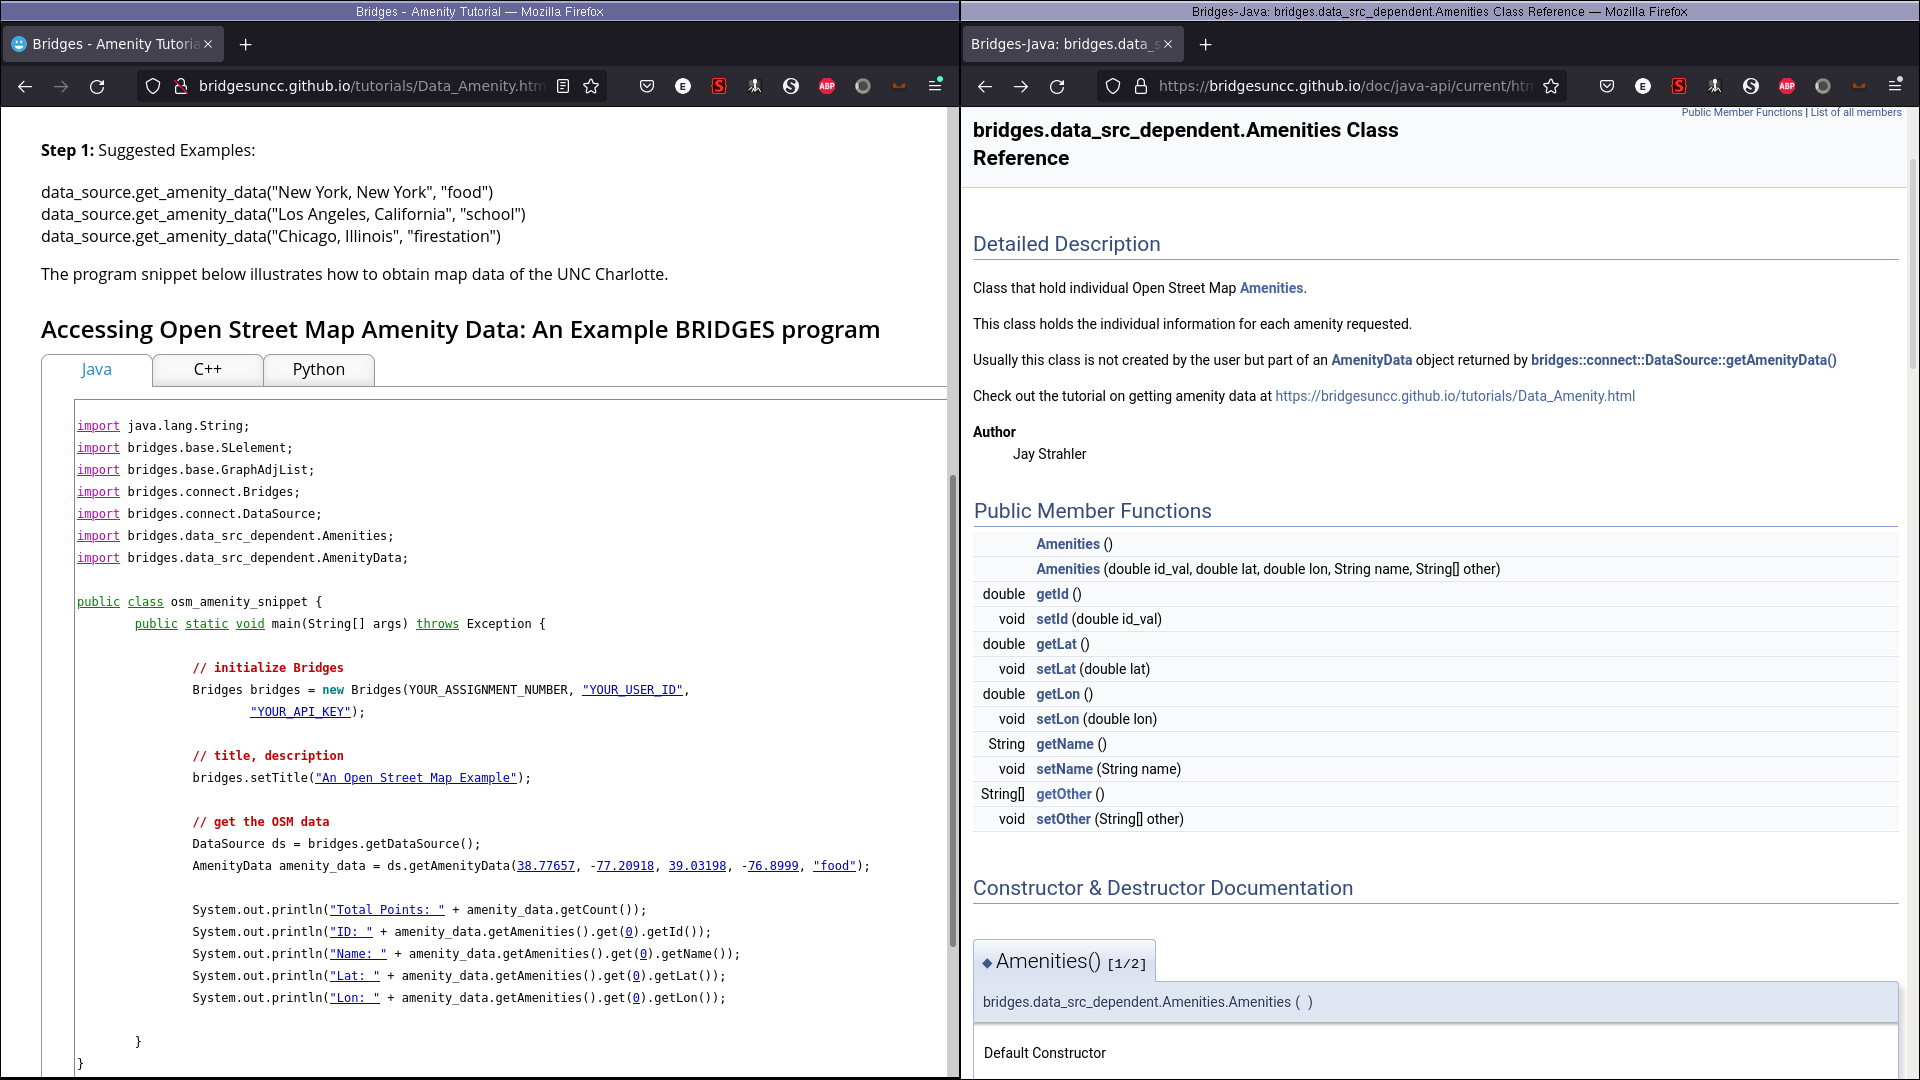 Bridges - Amenity Tutorial — Mozilla Firefox
Bridges - Amenity Tutoria
bridgesuncc.github.io/tutorials/Data_Amenity.htm
E
S
ABP
Step 1: Suggested Examples:
data_source.get_amenity_data("New York, New York", "food")
data_source.get_amenity_data("Los Angeles, California", "school")
data_source.get_amenity_data("Chicago, Illinois", "firestation")
The program snippet below illustrates how to obtain map data of the UNC Charlotte.
Accessing Open Street Map Amenity Data: An Example BRIDGES program
Java C++ Python
import java.lang.String;
import bridges.base.SLelement;
import bridges.base.GraphAdjList;
import bridges.connect.Bridges;
import bridges.connect.DataSource;
import bridges.data_src_dependent.Amenities;
import bridges.data_src_dependent.AmenityData;
public class osm_amenity_snippet {
public static void main(String[] args) throws Exception {
// initialize Bridges
Bridges bridges = new Bridges(YOUR_ASSIGNMENT_NUMBER, "YOUR_USER_ID",
"YOUR_API_KEY");
// title, description
bridges.setTitle("An Open Street Map Example");
// get the OSM data
DataSource ds = bridges.getDataSource();
AmenityData amenity_data = ds.getAmenityData(38.77657, -77.20918, 39.03198, -76.8999, "food");
System.out.println("Total Points: " + amenity_data.getCount());
System.out.println("ID: " + amenity_data.getAmenities().get(0).getId());
System.out.println("Name: " + amenity_data.getAmenities().get(0).getName());
System.out.println("Lat: " + amenity_data.getAmenities().get(0).getLat());
System.out.println("Lon: " + amenity_data.getAmenities().get(0).getLon());
}
}
Bridges-Java: bridges.data_src_dependent.Amenities Class Reference — Mozilla Firefox
Bridges-Java: bridges.data_s
https://bridgesuncc.github.io/doc/java-api/current/htm
E
S
ABP
Public Member Functions | List of all members
bridges.data_src_dependent.Amenities Class
Reference
Detailed Description
Class that hold individual Open Street Map Amenities.
This class holds the individual information for each amenity requested.
Usually this class is not created by the user but part of an AmenityData object returned by bridges::connect::DataSource::getAmenityData()
Check out the tutorial on getting amenity data at https://bridgesuncc.github.io/tutorials/Data_Amenity.html
Author
Jay Strahler
Public Member Functions
Amenities ()
Amenities (double id_val, double lat, double lon, String name, String[] other)
double getId ()
void setId (double id_val)
double getLat ()
void setLat (double lat)
double getLon ()
void setLon (double lon)
String getName ()
void setName (String name)
String[] getOther ()
void setOther (String[] other)
Constructor & Destructor Documentation
◆ Amenities() [1/2]
bridges.data_src_dependent.Amenities.Amenities ( )
Default Constructor